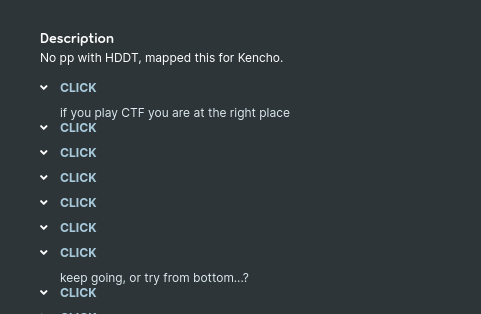 Description
No pp with HDDT, mapped this for Kencho.
CLICK
if you play CTF you are at the right place
CLICK
CLICK
CLICK
CLICK
CLICK
CLICK
keep going, or try from bottom...?
CLICK